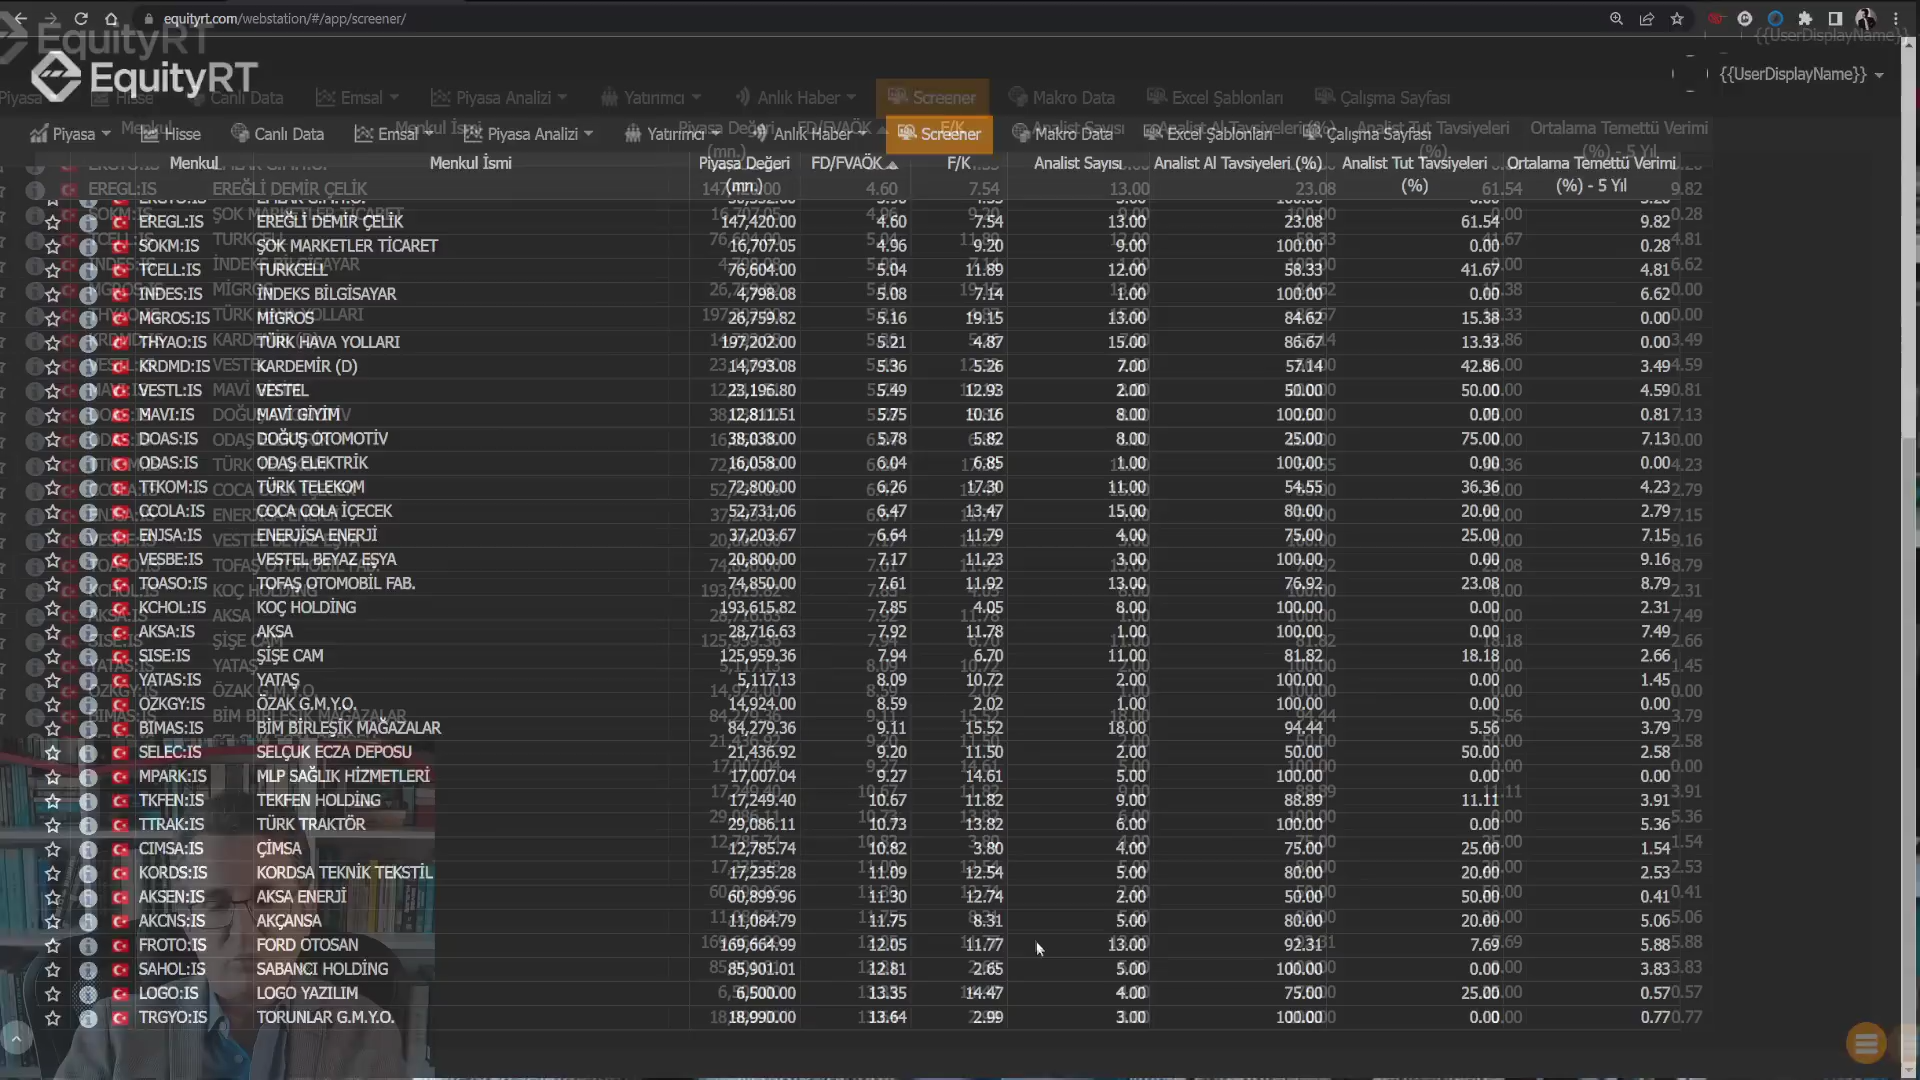 equityrt.com/webstation/#/app/screener/
EquityRT
{{UserDisplayName}}
Piyasa Hisse Canlı Data Emsal Piyasa Analizi Yatırımcı Anlık Haber Screener Makro Data Excel Şablonları Çalışma Sayfası
Menkul Menkul İsmi Piyasa Değeri (mn.) FD/FVAÖK F/K Analist Sayısı Analist Al Tavsiyeleri (%) Analist Tut Tavsiyeleri (%) Ortalama Temettü Verimi (%) - 5 Yıl
EREGL:IS EREĞLİ DEMİR ÇELİK 147,420.00 4.60 7.54 13.00 23.08 61.54 9.82
SOKM:IS ŞOK MARKETLER TİCARET 16,707.05 4.96 9.20 9.00 100.00 0.00 0.28
TCELL:IS TURKCELL 76,604.00 5.04 11.89 12.00 58.33 41.67 4.81
INDES:IS İNDEKS BİLGİSAYAR 4,798.08 5.08 7.14 1.00 100.00 0.00 6.62
MGROS:IS MİGROS 26,759.82 5.16 19.15 13.00 84.62 15.38 0.00
THYAO:IS TÜRK HAVA YOLLARI 197,202.00 5.21 4.87 15.00 86.67 13.33 0.00
KRDMD:IS KARDEMİR (D) 14,793.08 5.36 5.26 7.00 57.14 42.86 3.49
VESTL:IS VESTEL 23,196.80 5.49 12.93 2.00 50.00 50.00 4.59
MAVI:IS MAVİ GİYİM 12,811.51 5.75 10.16 8.00 100.00 0.00 0.81
DOAS:IS DOĞUŞ OTOMOTİV 38,038.00 5.78 5.82 8.00 25.00 75.00 7.13
ODAS:IS ODAŞ ELEKTRİK 16,058.00 6.04 6.85 1.00 100.00 0.00 0.00
TTKOM:IS TÜRK TELEKOM 72,800.00 6.26 17.30 11.00 54.55 36.36 4.23
CCOLA:IS COCA COLA İÇECEK 52,731.06 6.47 13.47 15.00 80.00 20.00 2.79
ENJSA:IS ENERJİSA ENERJİ 37,203.67 6.64 11.79 4.00 75.00 25.00 7.15
VESBE:IS VESTEL BEYAZ EŞYA 20,800.00 7.17 11.23 3.00 100.00 0.00 9.16
TOASO:IS TOFAŞ OTOMOBİL FAB. 74,850.00 7.61 11.92 13.00 76.92 23.08 8.79
KCHOL:IS KOÇ HOLDİNG 193,615.82 7.85 4.05 8.00 100.00 0.00 2.31
AKSA:IS AKSA 28,716.63 7.92 11.78 1.00 100.00 0.00 7.49
SISE:IS ŞİŞE CAM 125,959.36 7.94 6.70 11.00 81.82 18.18 2.66
YATAS:IS YATAŞ 5,117.13 8.09 10.72 2.00 100.00 0.00 1.45
OZKGY:IS ÖZAK G.M.Y.O. 14,924.00 8.59 2.02 1.00 100.00 0.00 0.00
BIMAS:IS BİM BİRLEŞİK MAĞAZALAR 84,279.36 9.11 15.52 18.00 94.44 5.56 3.79
SELEC:IS SELÇUK ECZA DEPOSU 21,436.92 9.20 11.50 2.00 50.00 50.00 2.58
MPARK:IS MLP SAĞLIK HİZMETLERİ 17,007.04 9.27 14.61 5.00 100.00 0.00 0.00
TKFEN:IS TEKFEN HOLDİNG 17,249.40 10.67 11.82 9.00 88.89 11.11 3.91
TTRAK:IS TÜRK TRAKTÖR 29,086.11 10.73 13.82 6.00 100.00 0.00 5.36
CIMSA:IS ÇİMSA 12,785.74 10.82 3.80 4.00 75.00 25.00 1.54
KORDS:IS KORDSA TEKNİK TEKSTİL 17,235.28 11.09 12.54 5.00 80.00 20.00 2.53
AKSEN:IS AKSA ENERJİ 60,899.96 11.30 12.74 2.00 50.00 50.00 0.41
AKCNS:IS AKÇANSA 11,084.79 11.75 8.31 5.00 80.00 20.00 5.06
FROTO:IS FORD OTOSAN 169,664.99 12.05 11.77 13.00 92.31 7.69 5.88
SAHOL:IS SABANCI HOLDİNG 85,901.01 12.81 2.65 5.00 100.00 0.00 3.83
LOGO:IS LOGO YAZILIM 6,500.00 13.35 14.47 4.00 75.00 25.00 0.57
TRGYO:IS TORUNLAR G.M.Y.O. 18,990.00 13.64 2.99 3.00 100.00 0.00 0.77